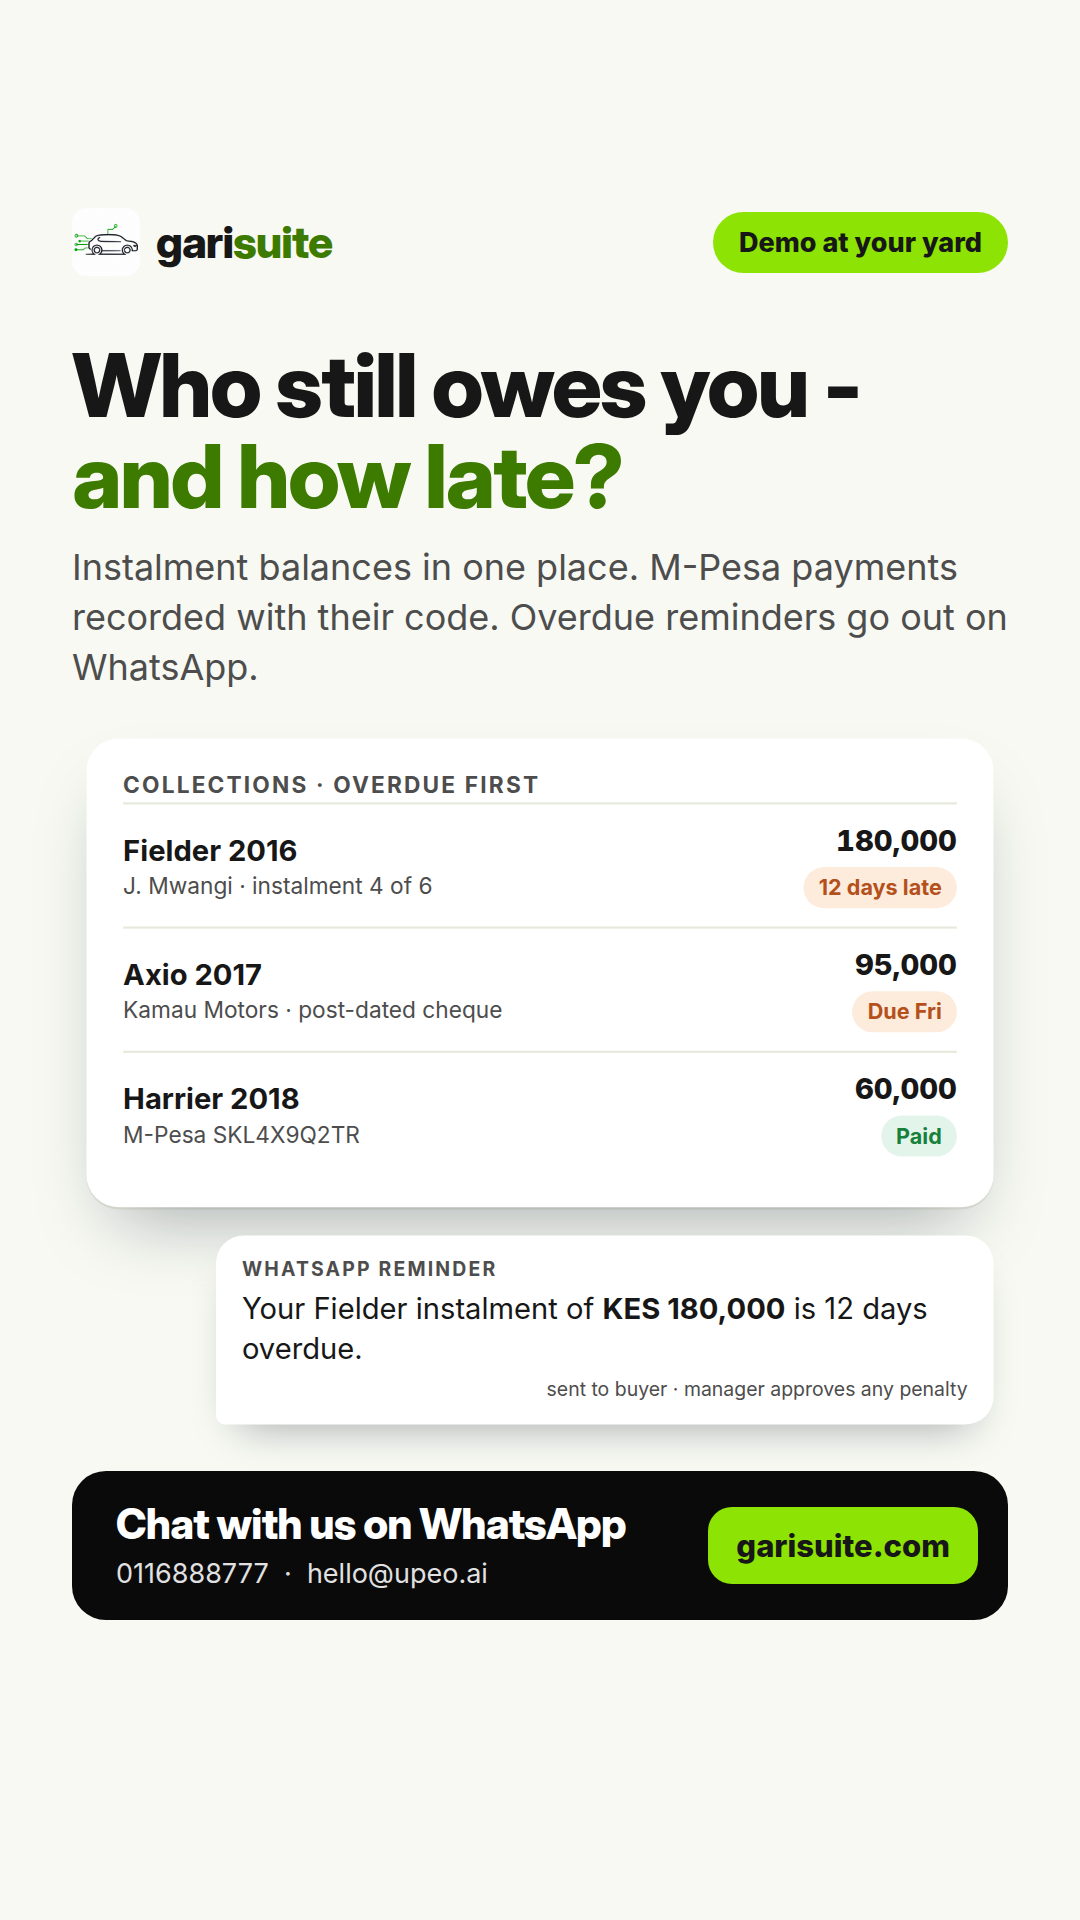 garisuite
Demo at your yard
Who still owes you -
and how late?
Instalment balances in one place. M-Pesa payments
recorded with their code. Overdue reminders go out on
WhatsApp.
COLLECTIONS · OVERDUE FIRST
Fielder 2016
180,000
J. Mwangi · instalment 4 of 6
12 days late
Axio 2017
95,000
Kamau Motors · post-dated cheque
Due Fri
Harrier 2018
60,000
M-Pesa SKL4X9Q2TR
Paid
WHATSAPP REMINDER
Your Fielder instalment of KES 180,000 is 12 days
overdue.
sent to buyer · manager approves any penalty
Chat with us on WhatsApp
0116888777 · hello@upeo.ai
garisuite.com